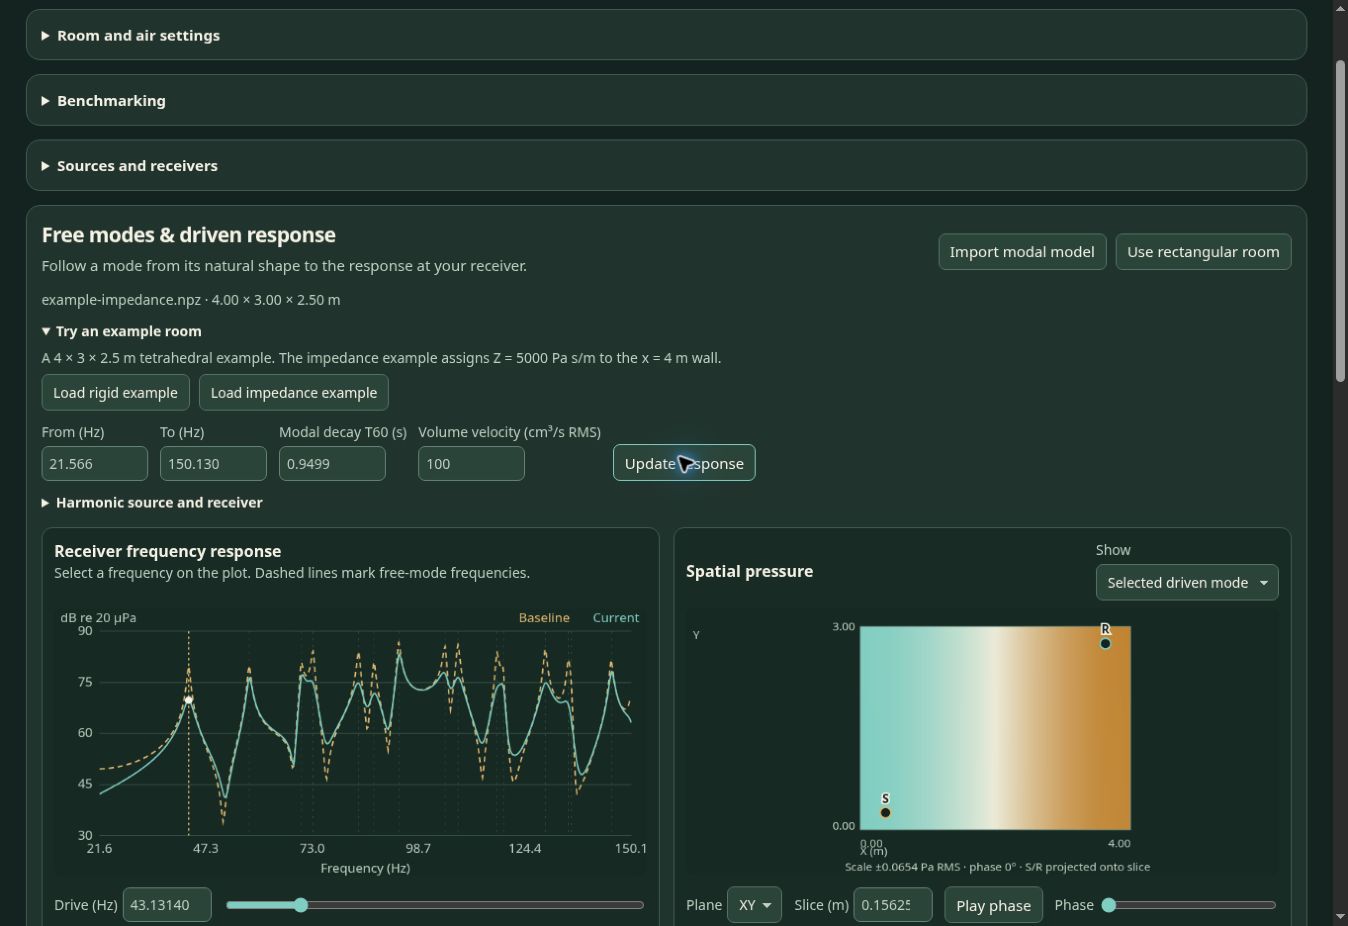 Room and air settings
Benchmarking
Sources and receivers
Free modes & driven response
Follow a mode from its natural shape to the response at your receiver.
Import modal model
Use rectangular room
example-impedance.npz · 4.00 × 3.00 × 2.50 m
Try an example room
A 4 × 3 × 2.5 m tetrahedral example. The impedance example assigns Z = 5000 Pa s/m to the x = 4 m wall.
Load rigid example
Load impedance example
From (Hz)
To (Hz)
Modal decay T60 (s)
Volume velocity (cm³/s RMS)
21.566
150.130
0.9499
100
Update response
Harmonic source and receiver
Receiver frequency response
Select a frequency on the plot. Dashed lines mark free-mode frequencies.
dB re 20 µPa
Baseline
Current
90
75
60
45
30
21.6
47.3
73.0
98.7
124.4
150.1
Frequency (Hz)
Drive (Hz)
43.13140
Spatial pressure
Show
Selected driven mode
Y
3.00
R
S
0.00
0.00
4.00
X (m)
Scale ±0.0654 Pa RMS · phase 0° · S/R projected onto slice
Plane
XY
Slice (m)
0.15625
Play phase
Phase